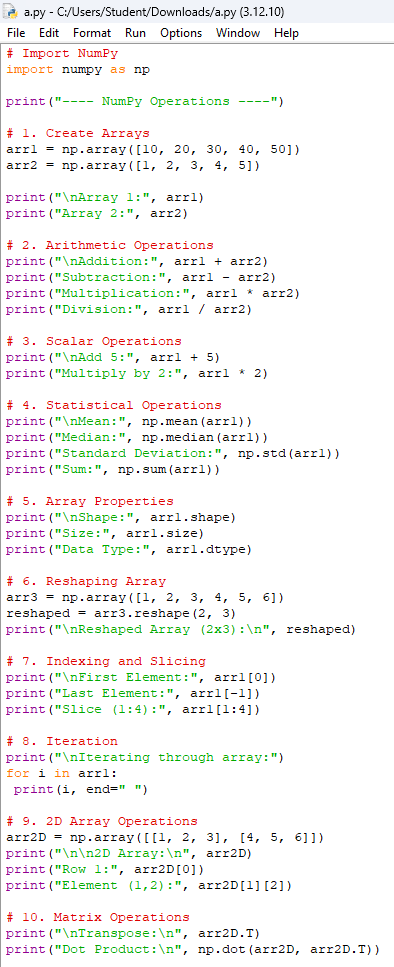 a.py - C:/Users/Student/Downloads/a.py (3.12.10)
File Edit Format Run Options Window Help
# Import NumPy
import numpy as np

print("---- NumPy Operations ----")

# 1. Create Arrays
arr1 = np.array([10, 20, 30, 40, 50])
arr2 = np.array([1, 2, 3, 4, 5])

print("\nArray 1:", arr1)
print("Array 2:", arr2)

# 2. Arithmetic Operations
print("\nAddition:", arr1 + arr2)
print("Subtraction:", arr1 - arr2)
print("Multiplication:", arr1 * arr2)
print("Division:", arr1 / arr2)

# 3. Scalar Operations
print("\nAdd 5:", arr1 + 5)
print("Multiply by 2:", arr1 * 2)

# 4. Statistical Operations
print("\nMean:", np.mean(arr1))
print("Median:", np.median(arr1))
print("Standard Deviation:", np.std(arr1))
print("Sum:", np.sum(arr1))

# 5. Array Properties
print("\nShape:", arr1.shape)
print("Size:", arr1.size)
print("Data Type:", arr1.dtype)

# 6. Reshaping Array
arr3 = np.array([1, 2, 3, 4, 5, 6])
reshaped = arr3.reshape(2, 3)
print("\nReshaped Array (2x3):\n", reshaped)

# 7. Indexing and Slicing
print("\nFirst Element:", arr1[0])
print("Last Element:", arr1[-1])
print("Slice (1:4):", arr1[1:4])

# 8. Iteration
print("\nIterating through array:")
for i in arr1:
 print(i, end=" ")

# 9. 2D Array Operations
arr2D = np.array([[1, 2, 3], [4, 5, 6]])
print("\n\n2D Array:\n", arr2D)
print("Row 1:", arr2D[0])
print("Element (1,2):", arr2D[1][2])

# 10. Matrix Operations
print("\nTranspose:\n", arr2D.T)
print("Dot Product:\n", np.dot(arr2D, arr2D.T))